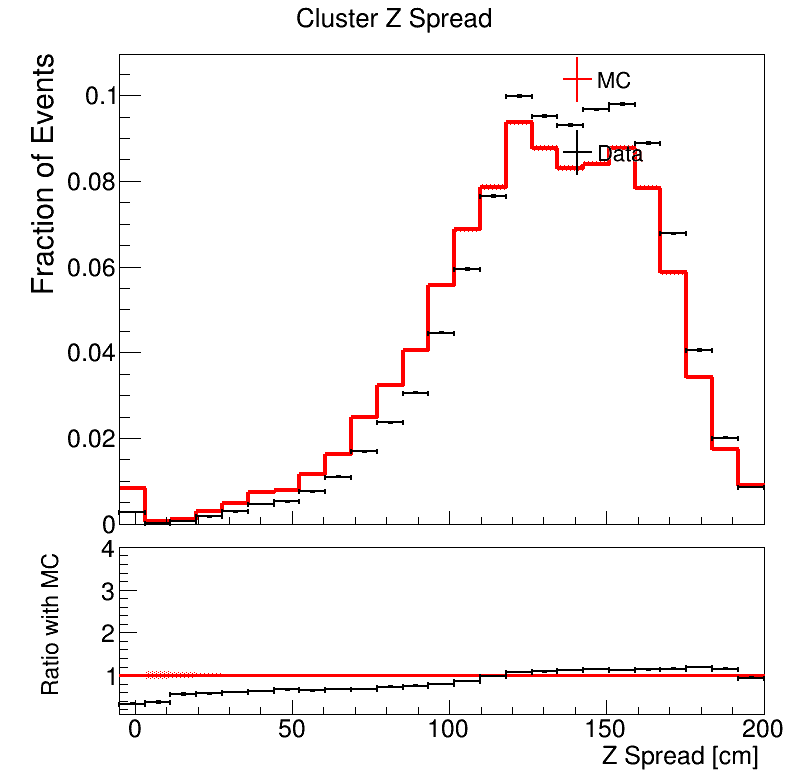 Cluster Z Spread
Fraction of Events
0.1
0.08
0.06
0.04
0.02
0
MC
Data
Ratio with MC
4
3
2
1
0
50
100
150
200
Z Spread [cm]